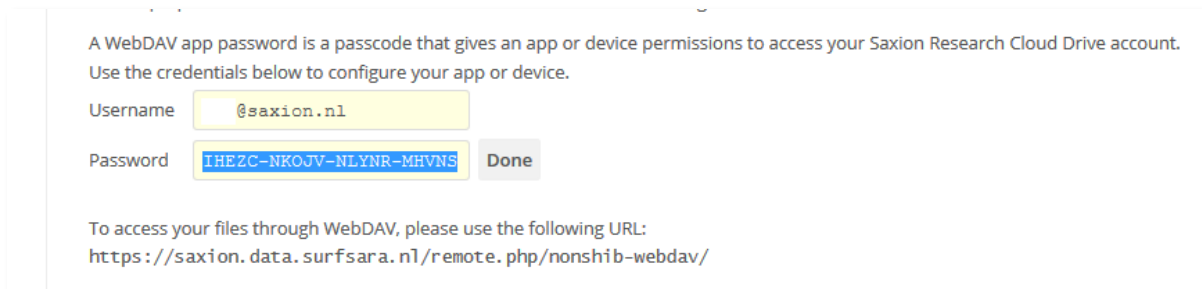 A WebDAV app password is a passcode that gives an app or device permissions to access your Saxion Research Cloud Drive account.
Use the credentials below to configure your app or device.
Username @saxion.nl
Password IHEZC-NKOJV-NLYNR-MHVNS Done
To access your files through WebDAV, please use the following URL:
https://saxion.data.surfsara.nl/remote.php/nonshib-webdav/